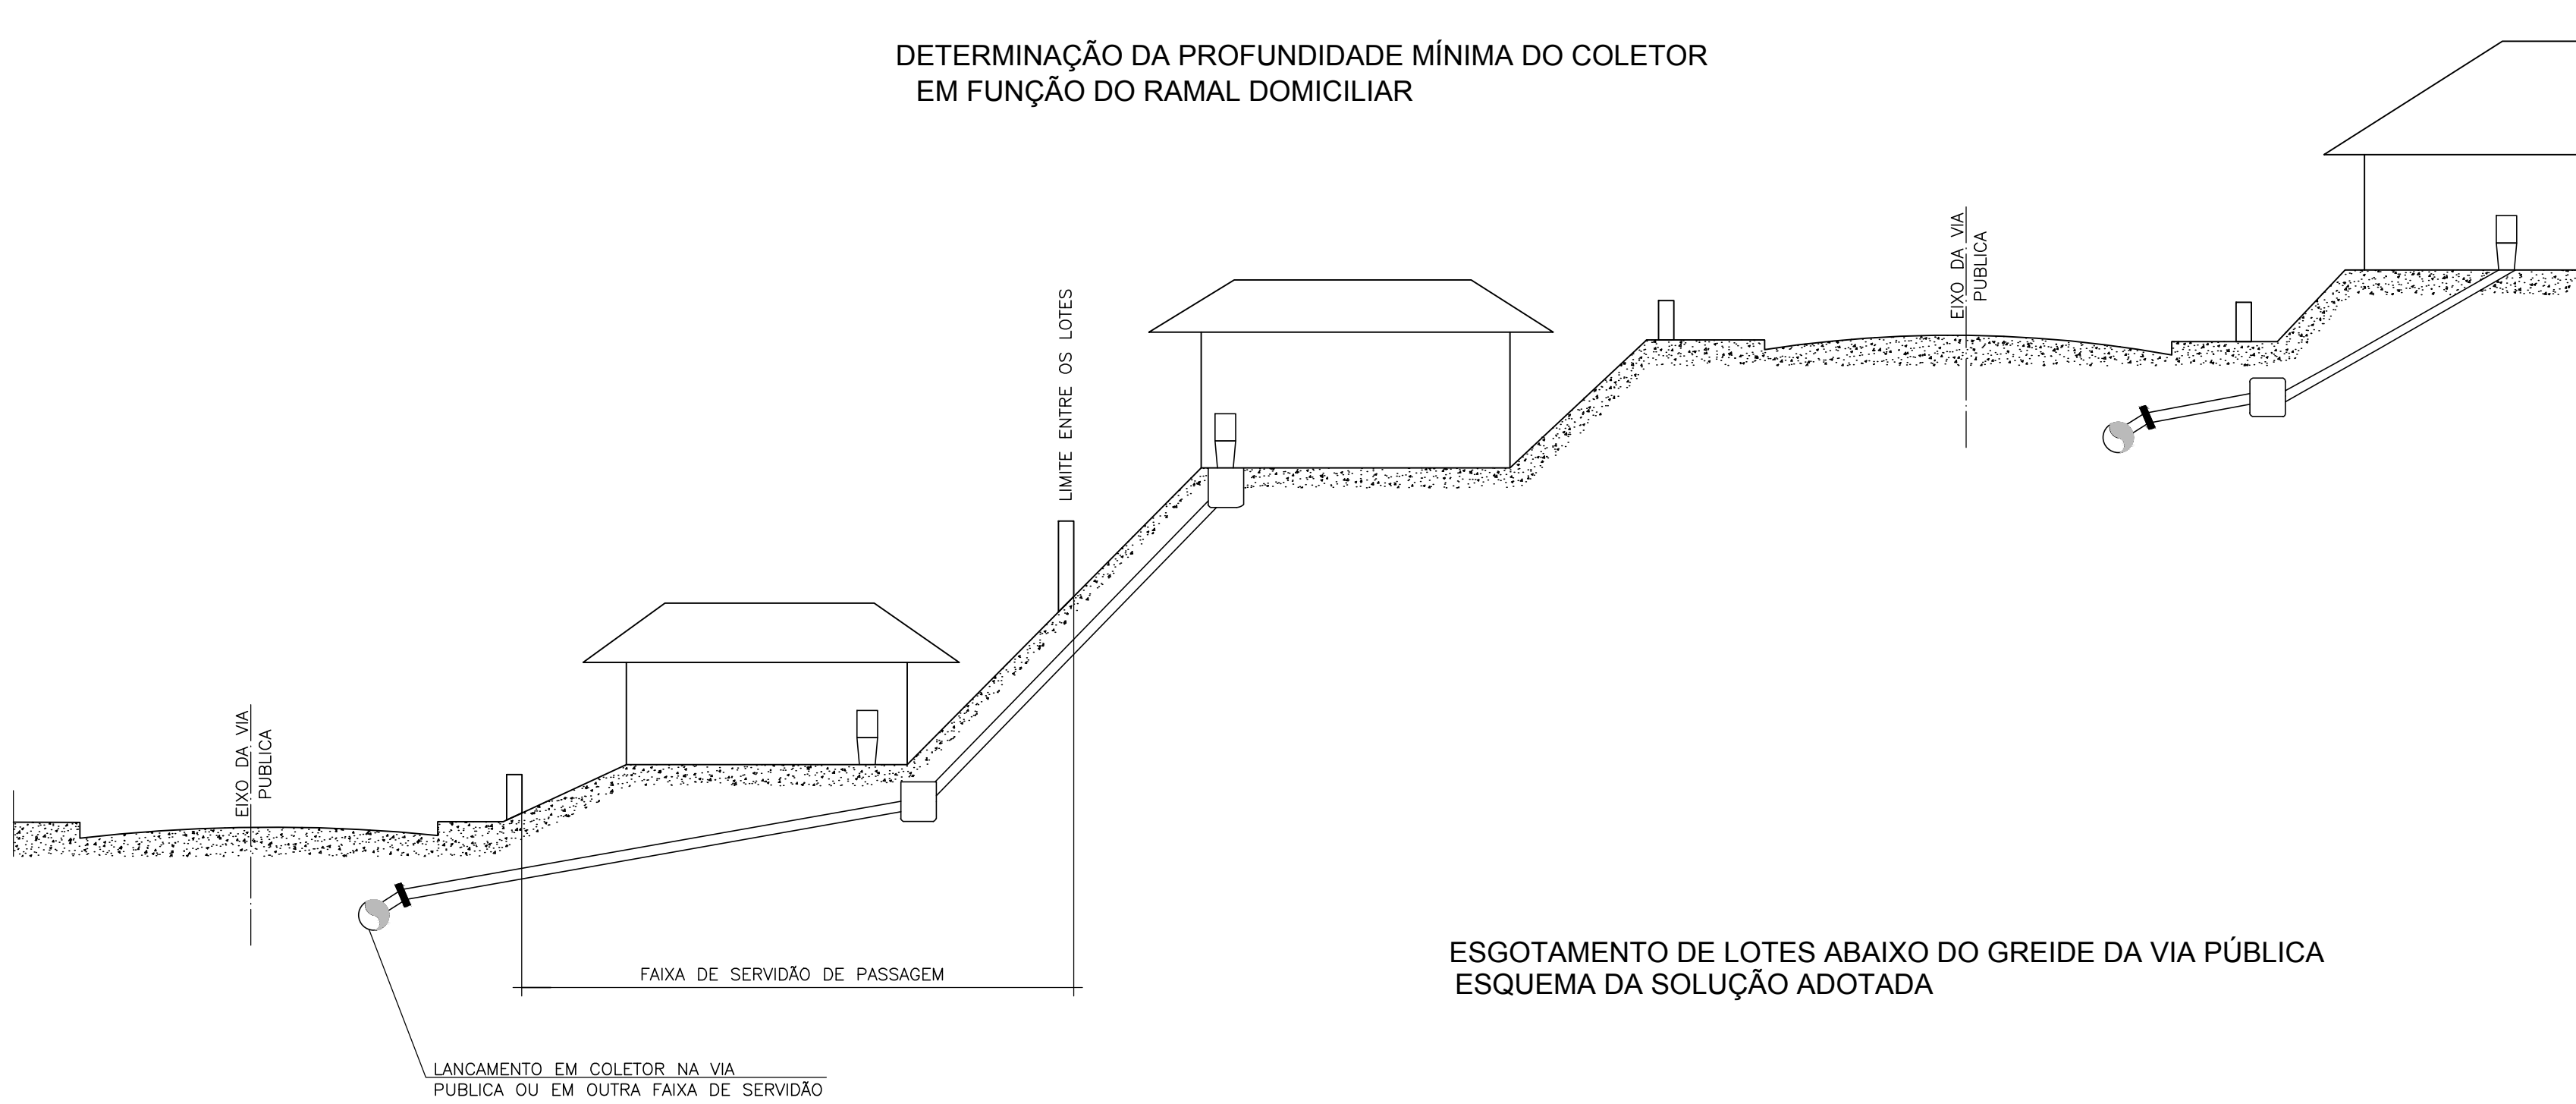 DETERMINAÇÃO DA PROFUNDIDADE MÍNIMA DO COLETOR
EM FUNÇÃO DO RAMAL DOMICILIAR
EIXO DA VIA
PUBLICA
LIMITE ENTRE OS LOTES
EIXO DA VIA
PUBLICA
ESGOTAMENTO DE LOTES ABAIXO DO GREIDE DA VIA PÚBLICA
ESQUEMA DA SOLUÇÃO ADOTADA
FAIXA DE SERVIDÃO DE PASSAGEM
LANCAMENTO EM COLETOR NA VIA
PUBLICA OU EM OUTRA FAIXA DE SERVIDÃO